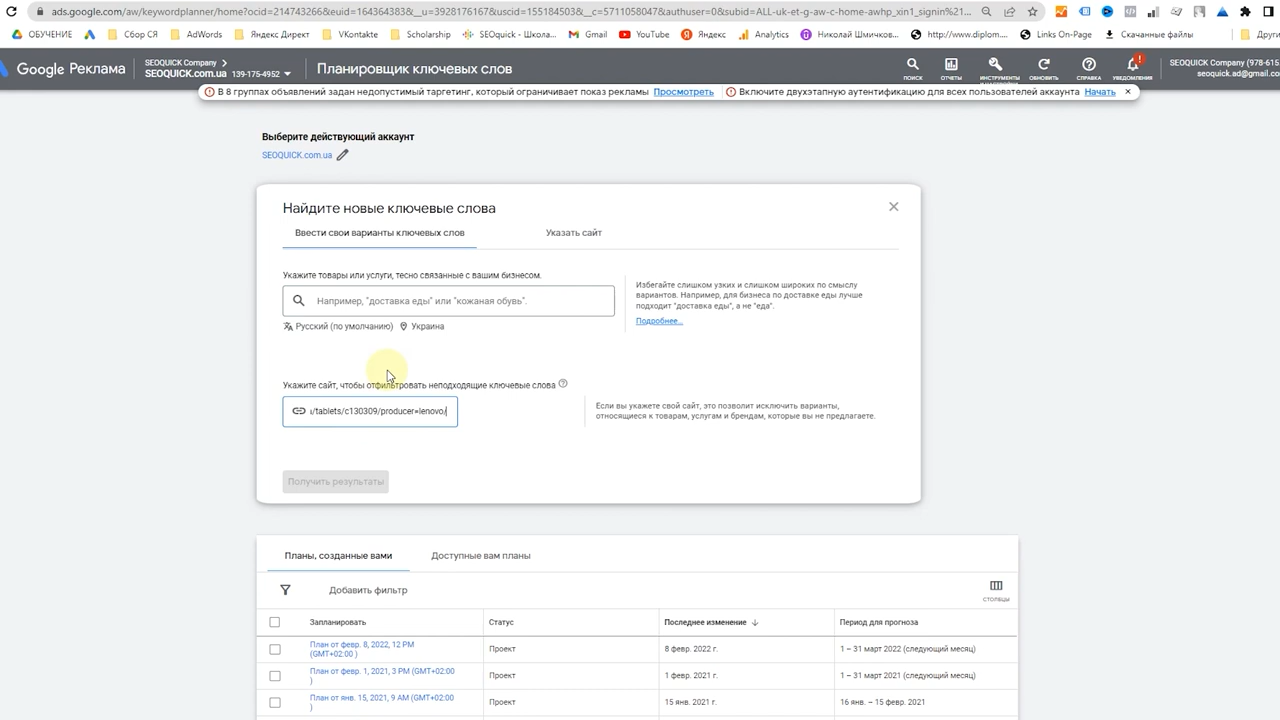 ads.google.com/aw/keywordplanner/home?ocid=214743266&euid=164364383&__u=3928176167&uscid=155184503&__c=5711058047&authuser=0&subid=ALL-uk-et-g-aw-c-home-awhp_xin1_signin%21...
ОБУЧЕНИЕ Сбор СЯ AdWords Яндекс Директ VKontakte Scholarship SEOquick - Школа... Gmail YouTube Яндекс Analytics Николай Шмичков... http://www.diplom.... Links On-Page Скачанные файлы Други
Google Реклама
SEOQUICK Company
SEOQUICK.com.ua 139-175-4952
Планировщик ключевых слов
ПОИСК ОТЧЕТЫ ИНСТРУМЕНТЫ ОБНОВИТЬ СПРАВКА УВЕДОМЛЕНИЯ
SEOQUICK Company (978-615
seoquick.ad@gmail.co
В 8 группах объявлений задан недопустимый таргетинг, который ограничивает показ рекламы Просмотреть Включите двухэтапную аутентификацию для всех пользователей аккаунта Начать
Выберите действующий аккаунт
SEOQUICK.com.ua
Найдите новые ключевые слова
Ввести свои варианты ключевых слов Указать сайт
Укажите товары или услуги, тесно связанные с вашим бизнесом.
Например, "доставка еды" или "кожаная обувь".
Русский (по умолчанию) Украина
Избегайте слишком узких и слишком широких по смыслу
вариантов. Например, для бизнеса по доставке еды лучше
подходит "доставка еды", а не "еда".
Подробнее...
Укажите сайт, чтобы отфильтровать неподходящие ключевые слова
ı/tablets/c130309/producer=lenovo/
Если вы укажете свой сайт, это позволит исключить варианты,
относящиеся к товарам, услугам и брендам, которые вы не предлагаете.
Получить результаты
Планы, созданные вами Доступные вам планы
Добавить фильтр
СТОЛБЦЫ
Запланировать Статус Последнее изменение Период для прогноза
План от февр. 8, 2022, 12 PM
(GMT+02:00 )
Проект 8 февр. 2022 г. 1 – 31 март 2022 (следующий месяц)
План от февр. 1, 2021, 3 PM (GMT+02:00
)
Проект 1 февр. 2021 г. 1 – 31 март 2021 (следующий месяц)
План от янв. 15, 2021, 9 AM (GMT+02:00
)
Проект 15 янв. 2021 г. 16 янв. – 15 февр. 2021